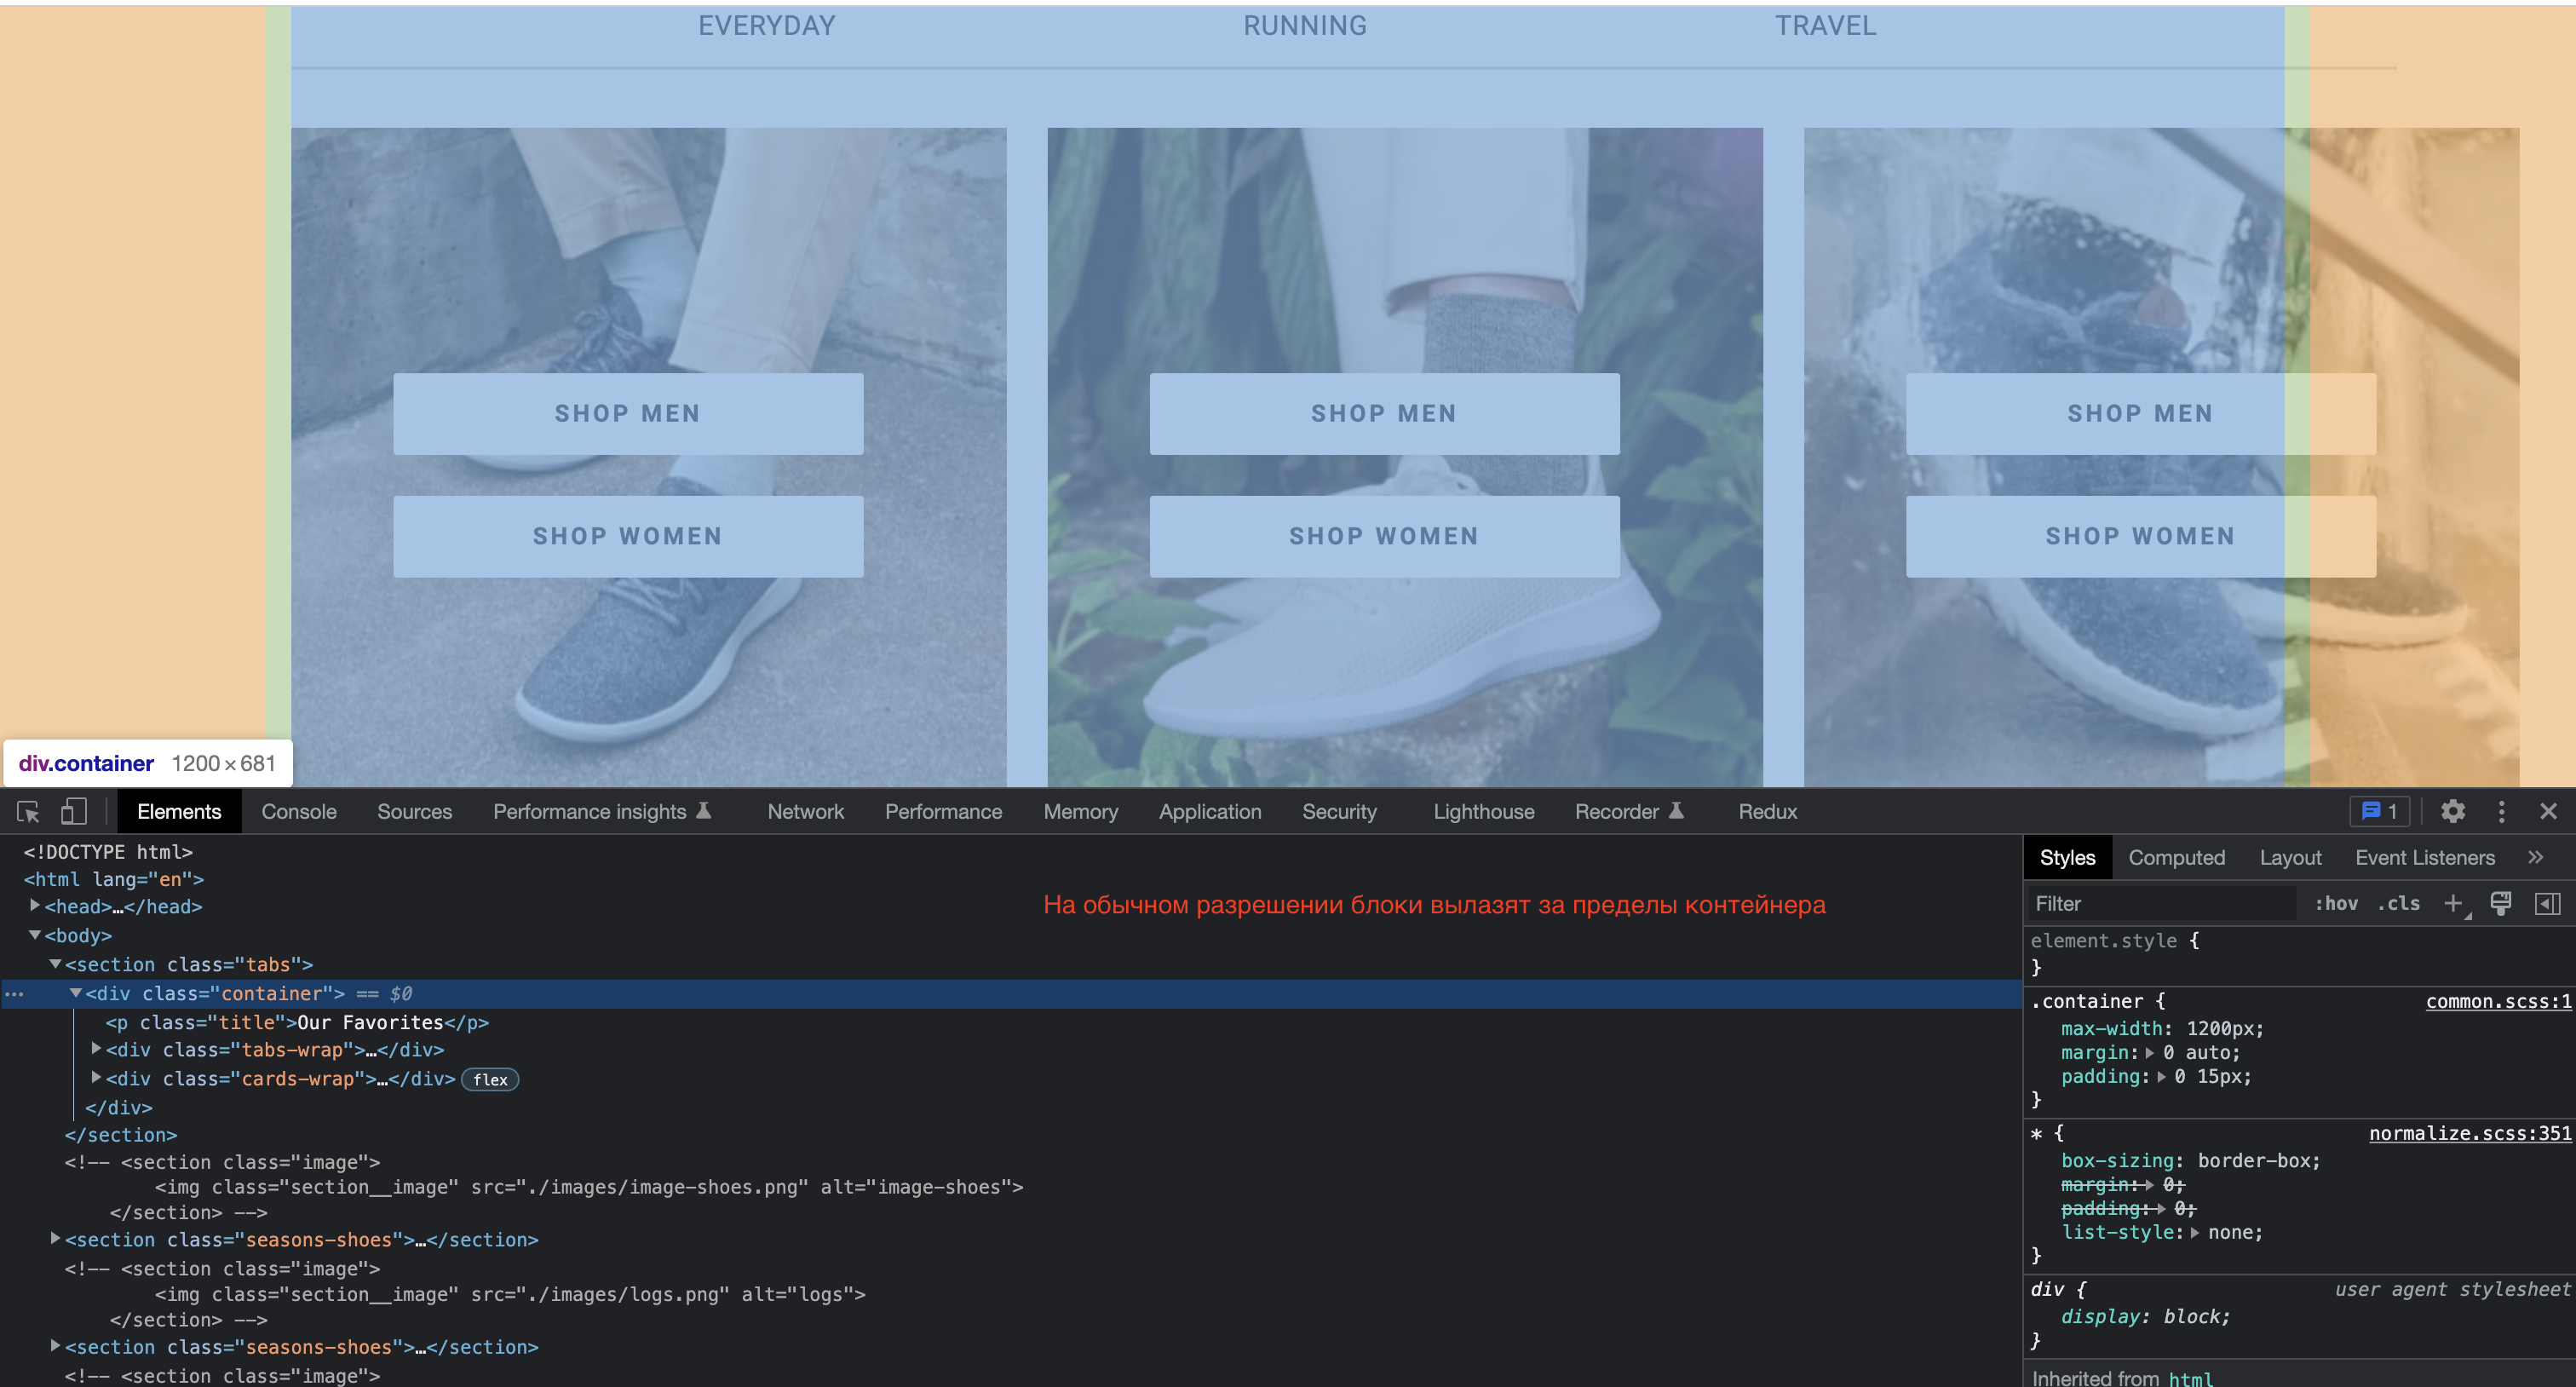 EVERYDAY RUNNING TRAVEL
SHOP MEN SHOP MEN SHOP MEN
SHOP WOMEN SHOP WOMEN SHOP WOMEN
div.container 1200 × 681
Elements Console Sources Performance insights Network Performance Memory Application Security Lighthouse Recorder Redux 1
<!DOCTYPE html>
<html lang="en">
<head>…</head>
<body>
<section class="tabs">
<div class="container"> == $0
<p class="title">Our Favorites</p>
<div class="tabs-wrap">…</div>
<div class="cards-wrap">…</div> flex
</div>
</section>
<!-- <section class="image">
<img class="section__image" src="./images/image-shoes.png" alt="image-shoes">
</section> -->
<section class="seasons-shoes">…</section>
<!-- <section class="image">
<img class="section__image" src="./images/logs.png" alt="logs">
</section> -->
<section class="seasons-shoes">…</section>
<!-- <section class="image">
На обычном разрешении блоки вылазят за пределы контейнера
Styles Computed Layout Event Listeners »
Filter :hov .cls +
element.style {
}
.container { common.scss:1
max-width: 1200px;
margin: 0 auto;
padding: 0 15px;
}
* { normalize.scss:351
box-sizing: border-box;
margin: 0;
padding: 0;
list-style: none;
}
div { user agent stylesheet
display: block;
}
Inherited from html